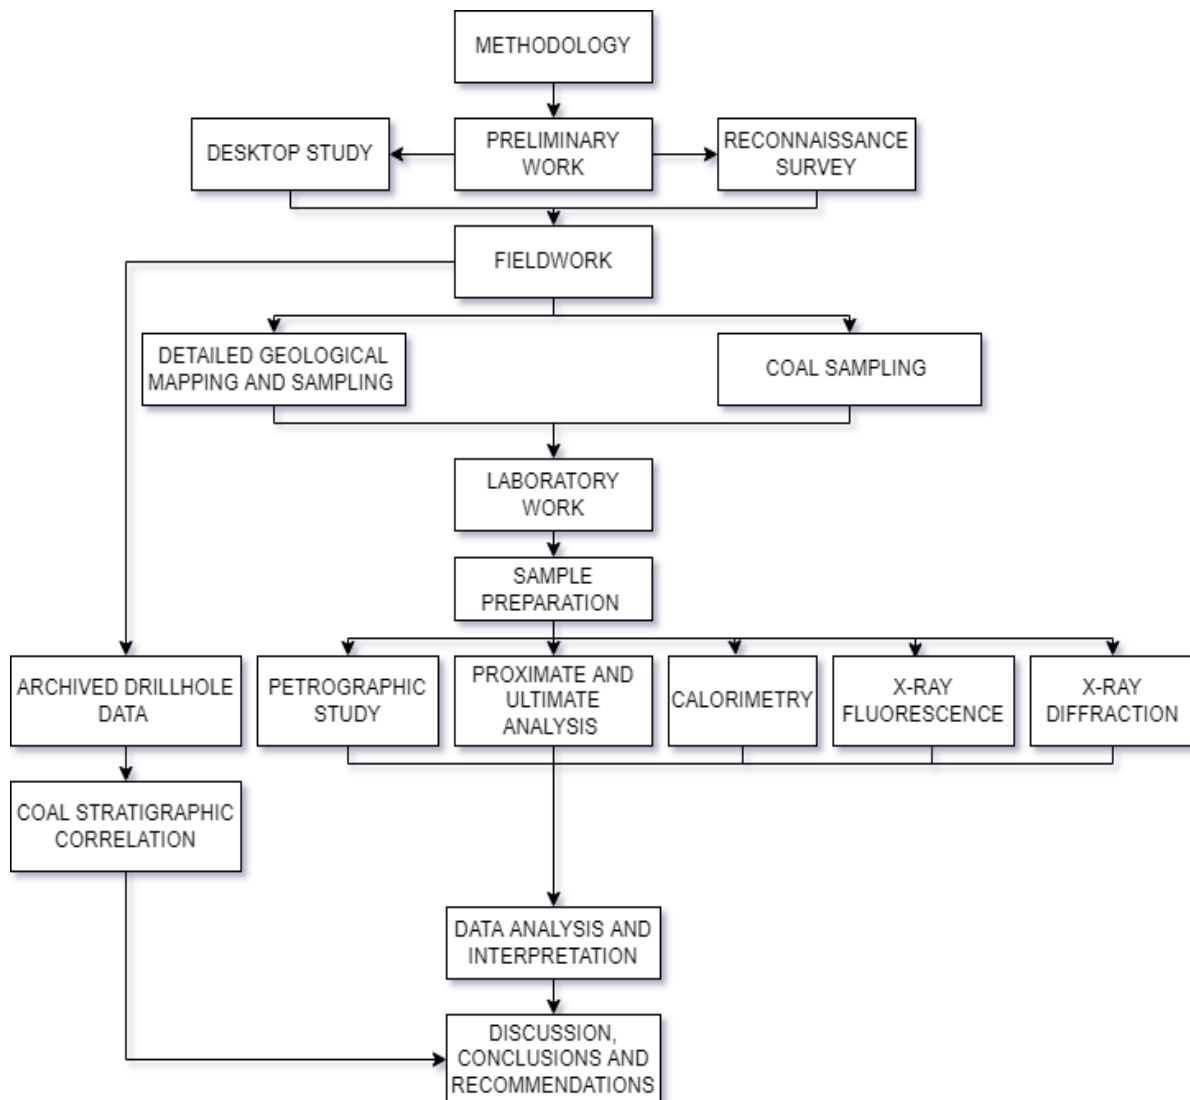 METHODOLOGY
DESKTOP STUDY
PRELIMINARY
WORK
RECONNAISSANCE
SURVEY
FIELDWORK
DETAILED GEOLOGICAL
MAPPING AND SAMPLING
COAL SAMPLING
LABORATORY
WORK
SAMPLE
PREPARATION
ARCHIVED DRILLHOLE
DATA
PETROGRAPHIC
STUDY
PROXIMATE AND
ULTIMATE
ANALYSIS
CALORIMETRY
X-RAY
FLUORESCENCE
X-RAY
DIFFRACTION
COAL STRATIGRAPHIC
CORRELATION
DATA ANALYSIS AND
INTERPRETATION
DISCUSSION,
CONCLUSIONS AND
RECOMMENDATIONS